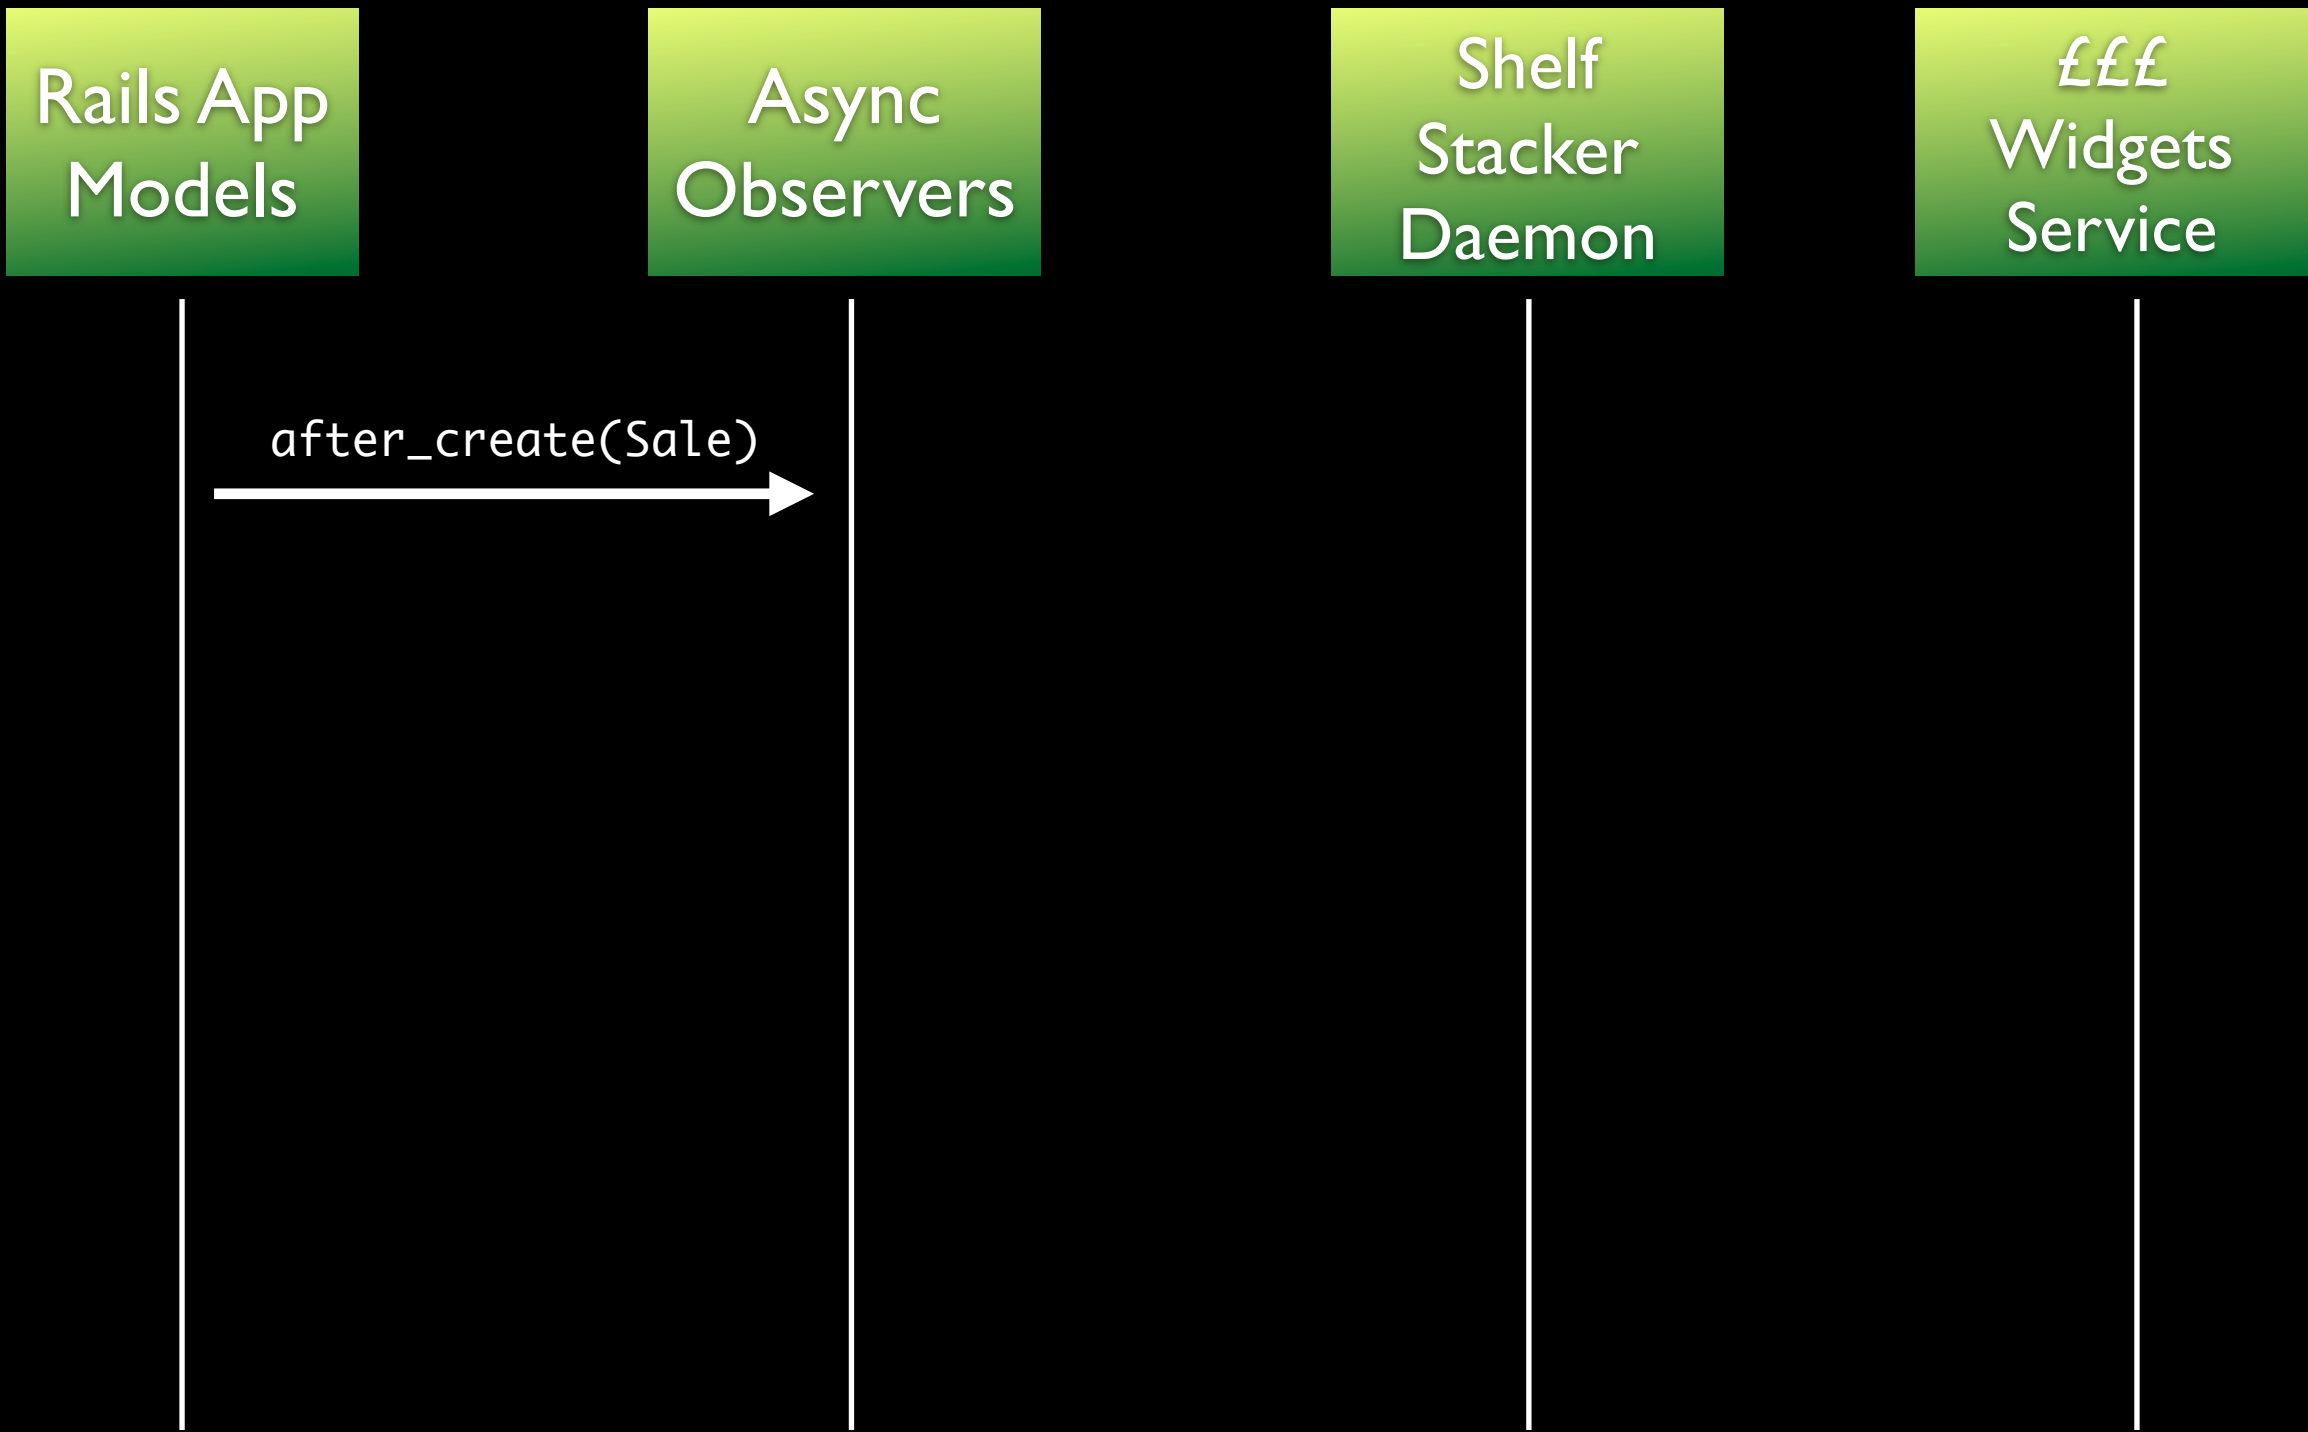 Rails App
Models
Async
Observers
Shelf
Stacker
Daemon
£££
Widgets
Service
after_create(Sale)